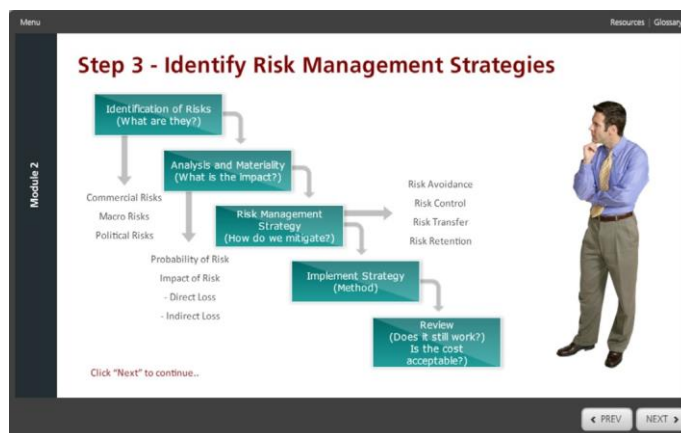 Menu
Resources | Glossary
Module 2
Step 3 - Identify Risk Management Strategies
Identification of Risks
(What are they?)
Analysis and Materiality
(What is the impact?)
Commercial Risks
Macro Risks
Political Risks
Risk Management
Strategy
(How do we mitigate?)
Risk Avoidance
Risk Control
Risk Transfer
Risk Retention
Probability of Risk
Impact of Risk
- Direct Loss
- Indirect Loss
Implement Strategy
(Method)
Review
(Does it still work?)
Is the cost
acceptable?)
Click "Next" to continue..
PREV
NEXT